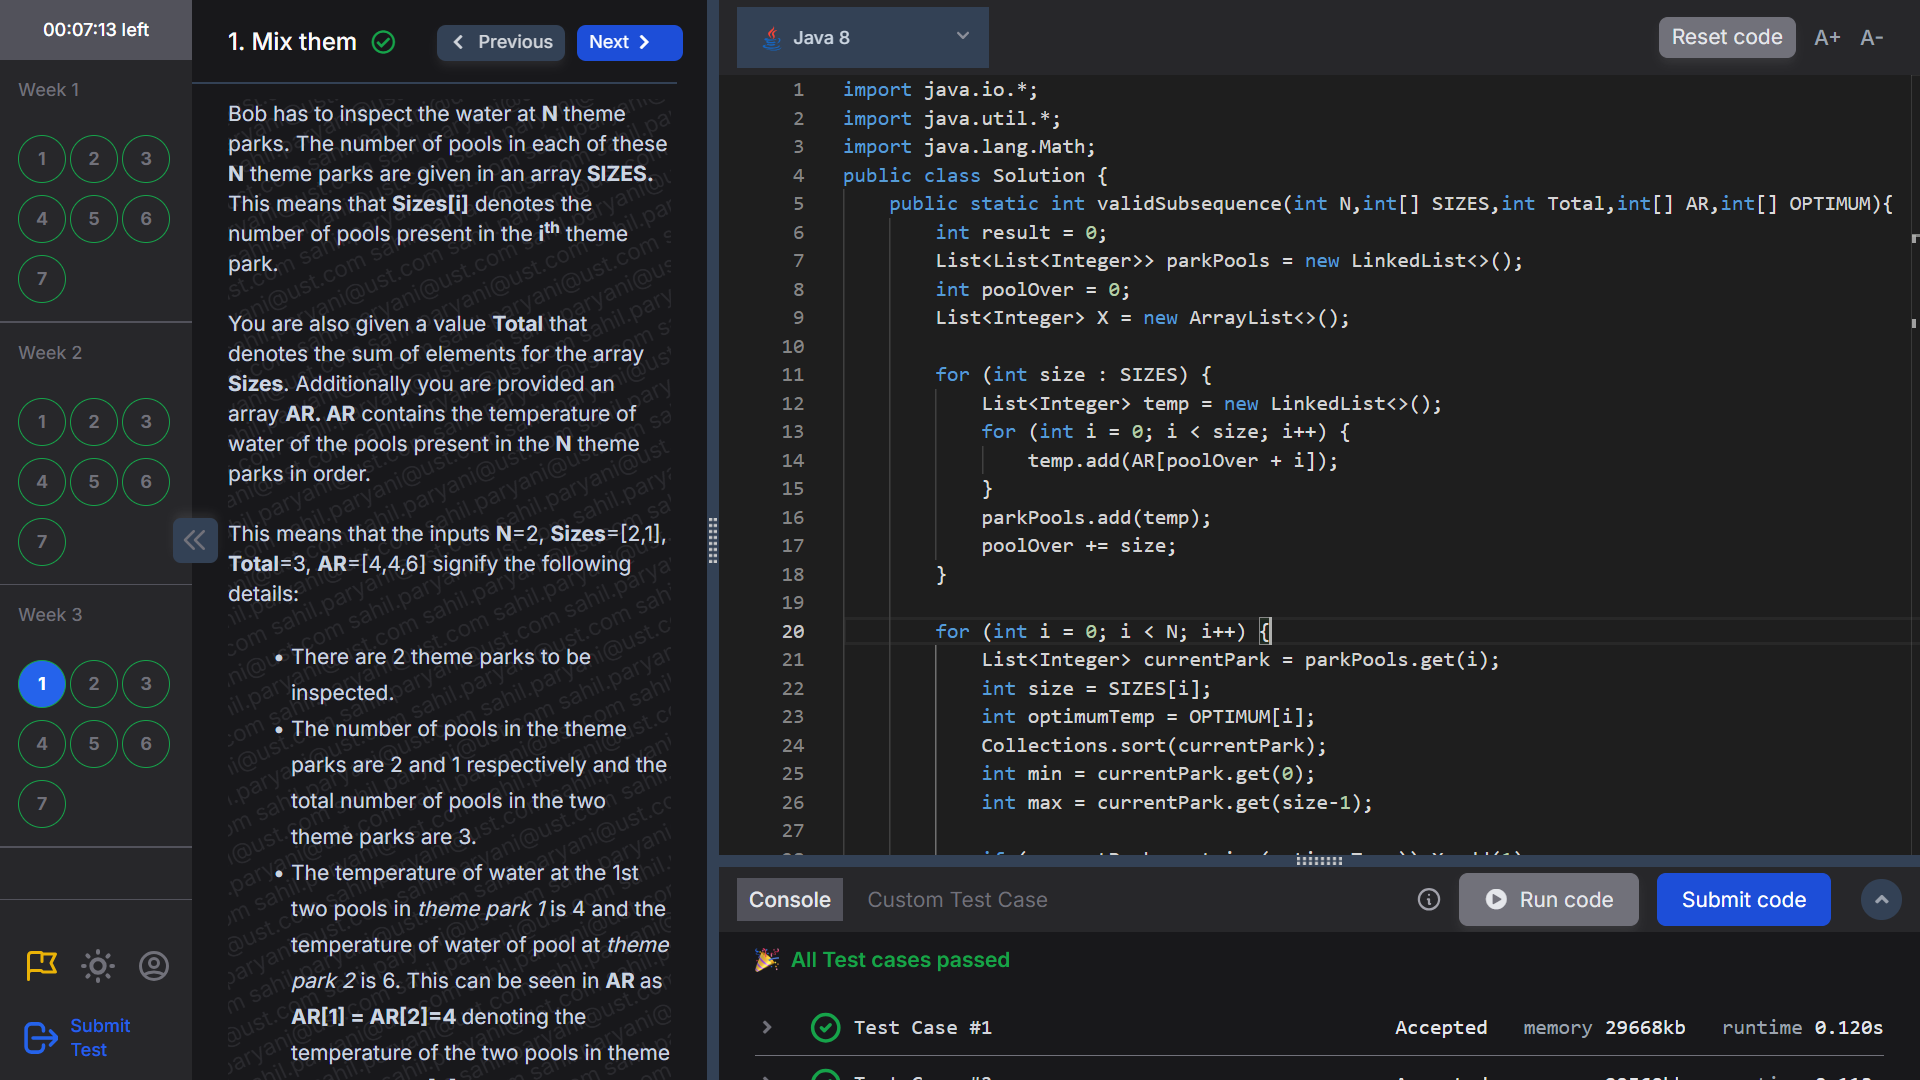 00:07:13 left
Week 1
1 2 3
4 5 6
7
Week 2
1 2 3
4 5 6
7
Week 3
1 2 3
4 5 6
7
Submit
Test
1. Mix them
Previous
Next
Bob has to inspect the water at N theme
parks. The number of pools in each of these
N theme parks are given in an array SIZES.
This means that Sizes[i] denotes the
number of pools present in the ith theme
park.
You are also given a value Total that
denotes the sum of elements for the array
Sizes. Additionally you are provided an
array AR. AR contains the temperature of
water of the pools present in the N theme
parks in order.
This means that the inputs N=2, Sizes=[2,1],
Total=3, AR=[4,4,6] signify the following
details:
• There are 2 theme parks to be
inspected.
• The number of pools in the theme
parks are 2 and 1 respectively and the
total number of pools in the two
theme parks are 3.
• The temperature of water at the 1st
two pools in theme park 1 is 4 and the
temperature of water of pool at theme
park 2 is 6. This can be seen in AR as
AR[1] = AR[2]=4 denoting the
temperature of the two pools in theme
sahil.paryani@ust.com
Java 8
Reset code
A+ A-
1 import java.io.*;
2 import java.util.*;
3 import java.lang.Math;
4 public class Solution {
5 public static int validSubsequence(int N,int[] SIZES,int Total,int[] AR,int[] OPTIMUM){
6 int result = 0;
7 List<List<Integer>> parkPools = new LinkedList<>();
8 int poolOver = 0;
9 List<Integer> X = new ArrayList<>();
10
11 for (int size : SIZES) {
12 List<Integer> temp = new LinkedList<>();
13 for (int i = 0; i < size; i++) {
14 temp.add(AR[poolOver + i]);
15 }
16 parkPools.add(temp);
17 poolOver += size;
18 }
19
20 for (int i = 0; i < N; i++) {
21 List<Integer> currentPark = parkPools.get(i);
22 int size = SIZES[i];
23 int optimumTemp = OPTIMUM[i];
24 Collections.sort(currentPark);
25 int min = currentPark.get(0);
26 int max = currentPark.get(size-1);
27
Console
Custom Test Case
Run code
Submit code
All Test cases passed
Test Case #1 Accepted memory 29668kb runtime 0.120s